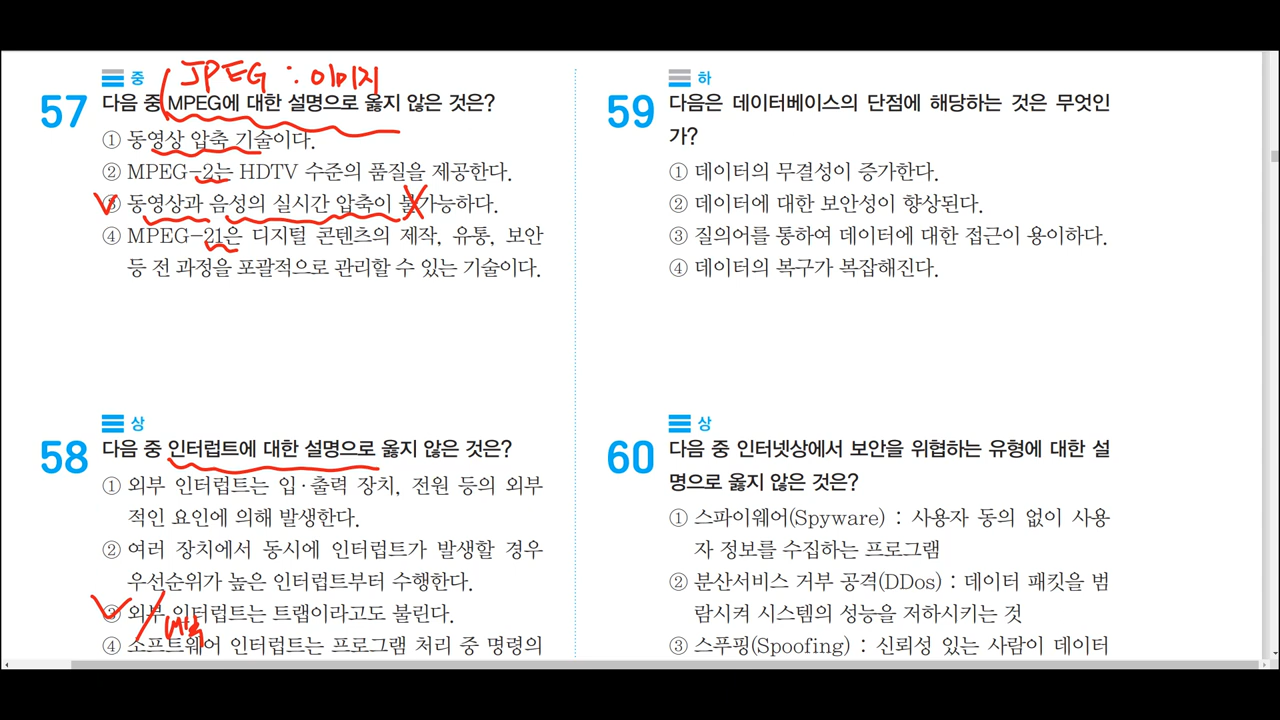 중
JPEG : 이미지
57 다음 중 MPEG에 대한 설명으로 옳지 않은 것은?
① 동영상 압축 기술이다.
② MPEG-2는 HDTV 수준의 품질을 제공한다.
③ 동영상과 음성의 실시간 압축이 불가능하다.
④ MPEG-21은 디지털 콘텐츠의 제작, 유통, 보안
등 전 과정을 포괄적으로 관리할 수 있는 기술이다.
상
58 다음 중 인터럽트에 대한 설명으로 옳지 않은 것은?
① 외부 인터럽트는 입·출력 장치, 전원 등의 외부
적인 요인에 의해 발생한다.
② 여러 장치에서 동시에 인터럽트가 발생할 경우
우선순위가 높은 인터럽트부터 수행한다.
③ 외부 인터럽트는 트랩이라고도 불린다.
④ 소프트웨어 인터럽트는 프로그램 처리 중 명령의
하
59 다음은 데이터베이스의 단점에 해당하는 것은 무엇인
가?
① 데이터의 무결성이 증가한다.
② 데이터에 대한 보안성이 향상된다.
③ 질의어를 통하여 데이터에 대한 접근이 용이하다.
④ 데이터의 복구가 복잡해진다.
상
60 다음 중 인터넷상에서 보안을 위협하는 유형에 대한 설
명으로 옳지 않은 것은?
① 스파이웨어(Spyware) : 사용자 동의 없이 사용
자 정보를 수집하는 프로그램
② 분산서비스 거부 공격(DDos) : 데이터 패킷을 범
람시켜 시스템의 성능을 저하시키는 것
③ 스푸핑(Spoofing) : 신뢰성 있는 사람이 데이터